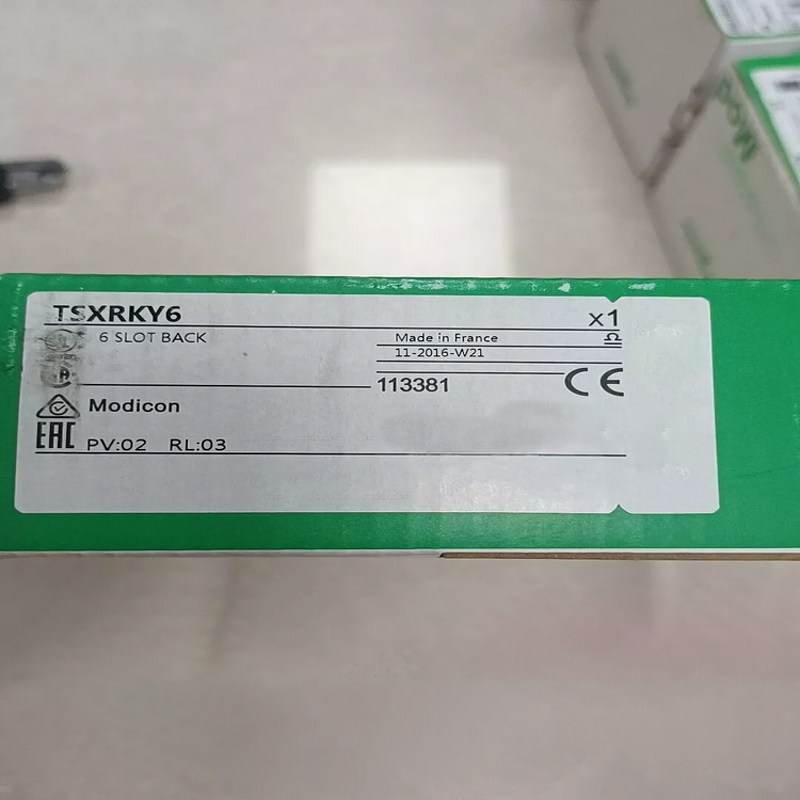 TSXRKY6
x1
6 SLOT BACK
Made in France
11-2016-W21
113381
CE
Modicon
EAC
PV:02 RL:03